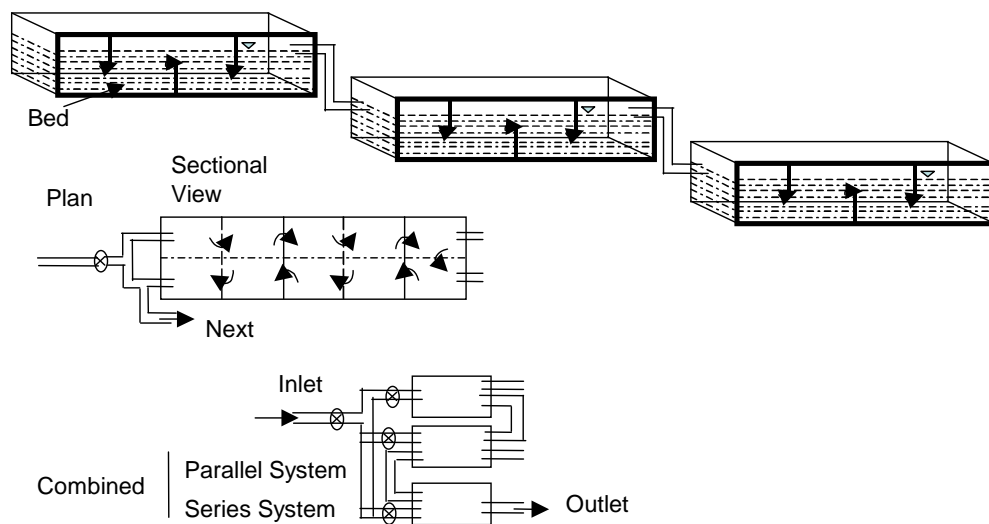 Bed
Sectional
View
Plan
Next
Inlet
Combined
Parallel System
Series System
Outlet